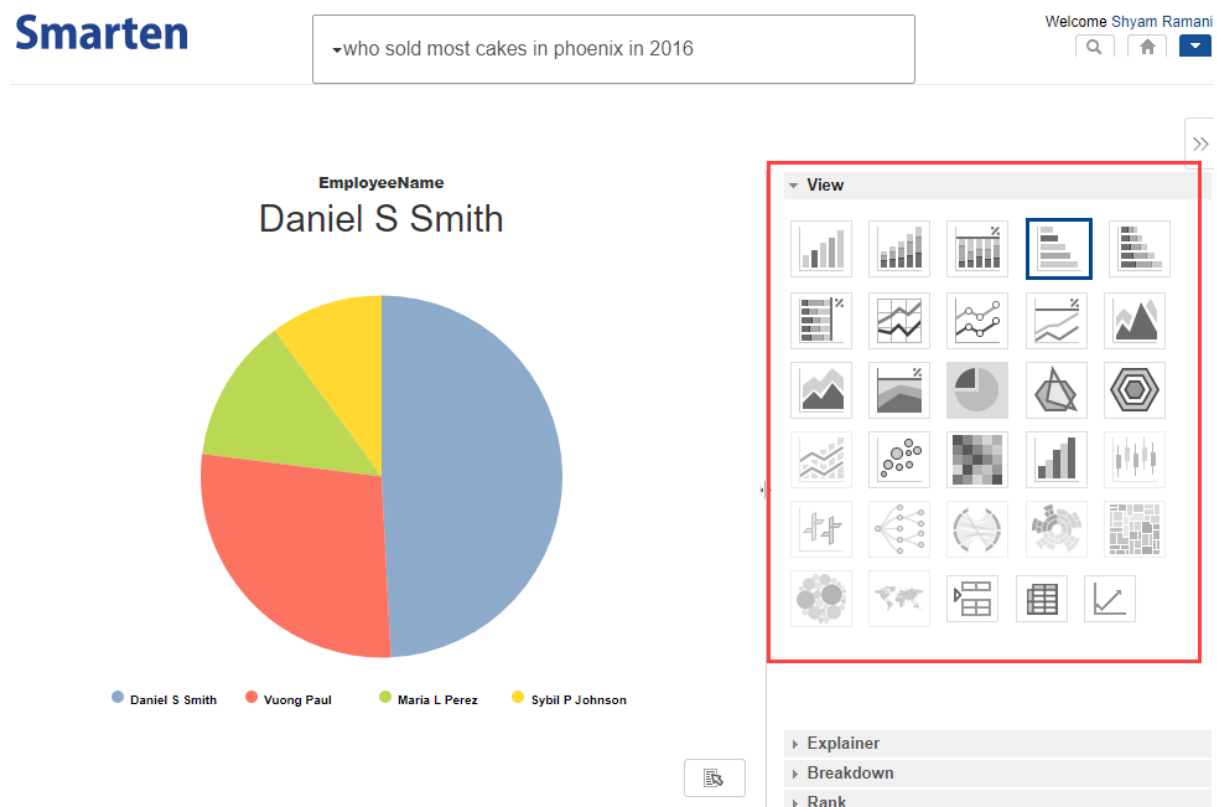 Smarten
who sold most cakes in phoenix in 2016
Welcome Shyam Ramani
EmployeeName
Daniel S Smith
Daniel S Smith
Vuong Paul
Maria L Perez
Sybil P Johnson
View
%
%
%
%
Explainer
Breakdown
Rank